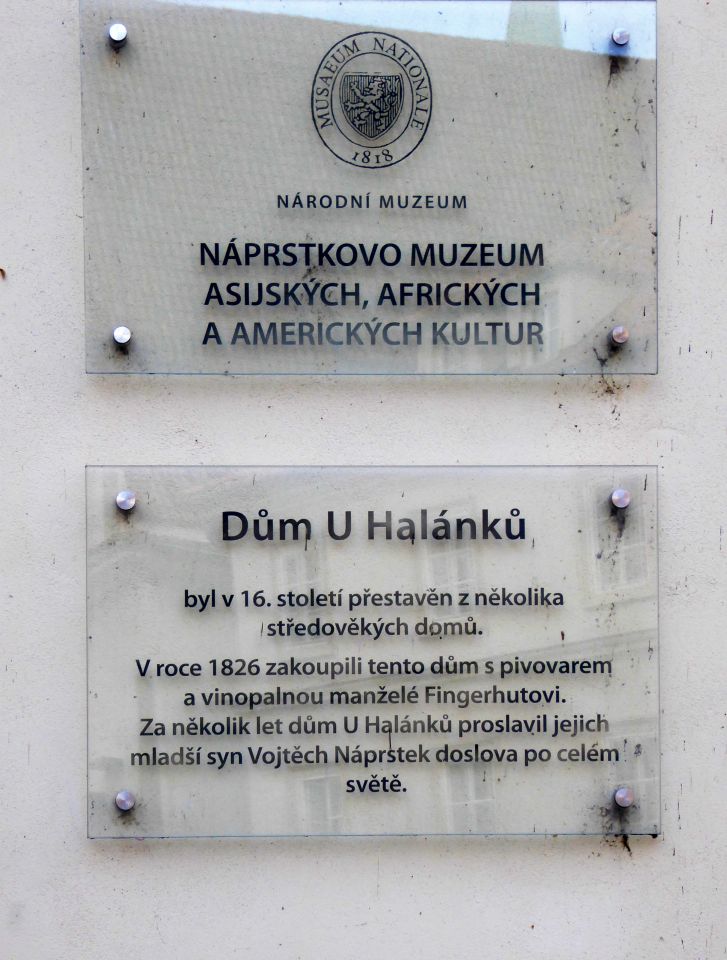 MUSAEUM NATIONALE
1818
NÁRODNÍ MUZEUM
NÁPRSTKOVO MUZEUM
ASIJSKÝCH, AFRICKÝCH
A AMERICKÝCH KULTUR
Dům U Halánků
byl v 16. století přestavěn z několika
středověkých domů.
V roce 1826 zakoupili tento dům s pivovarem
a vinopalnou manželé Fingerhutovi.
Za několik let dům U Halánků proslavil jejich
mladší syn Vojtěch Náprstek doslova po celém
světě.